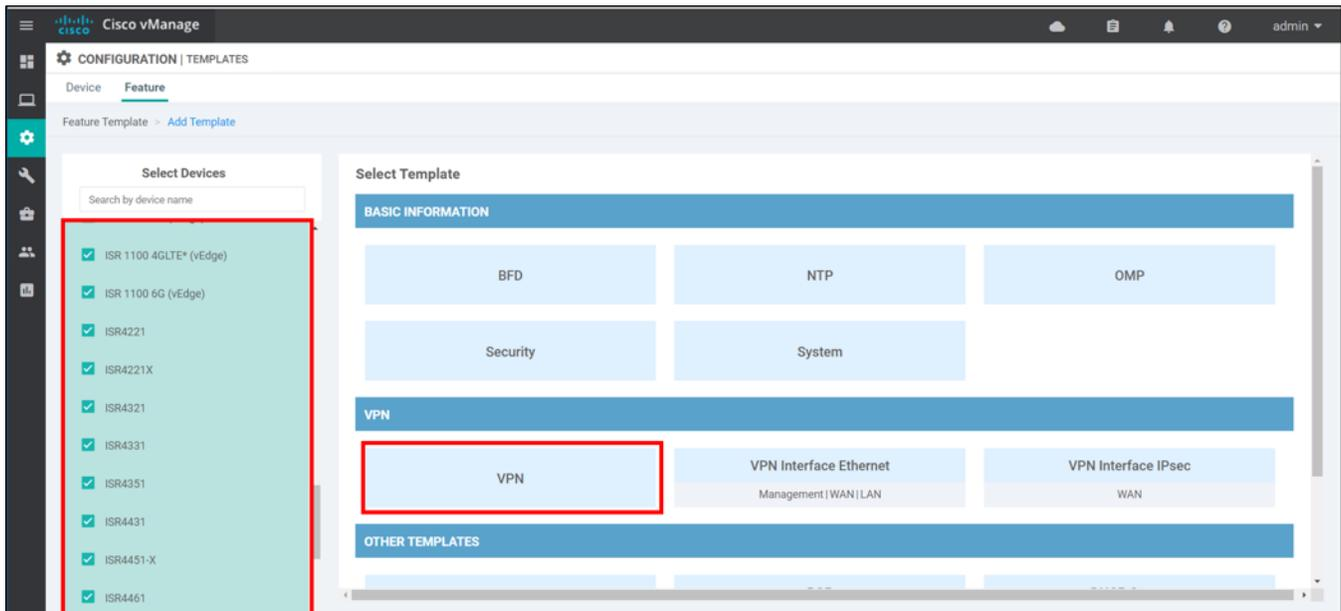 cisco Cisco vManage
admin
CONFIGURATION | TEMPLATES
Device Feature
Feature Template > Add Template
Select Devices
Search by device name
ISR 1100 4GLTE* (vEdge)
ISR 1100 6G (vEdge)
ISR4221
ISR4221X
ISR4321
ISR4331
ISR4351
ISR4431
ISR4451-X
ISR4461
Select Template
BASIC INFORMATION
BFD
NTP
OMP
Security
System
VPN
VPN
VPN Interface Ethernet
Management | WAN | LAN
VPN Interface IPsec
WAN
OTHER TEMPLATES